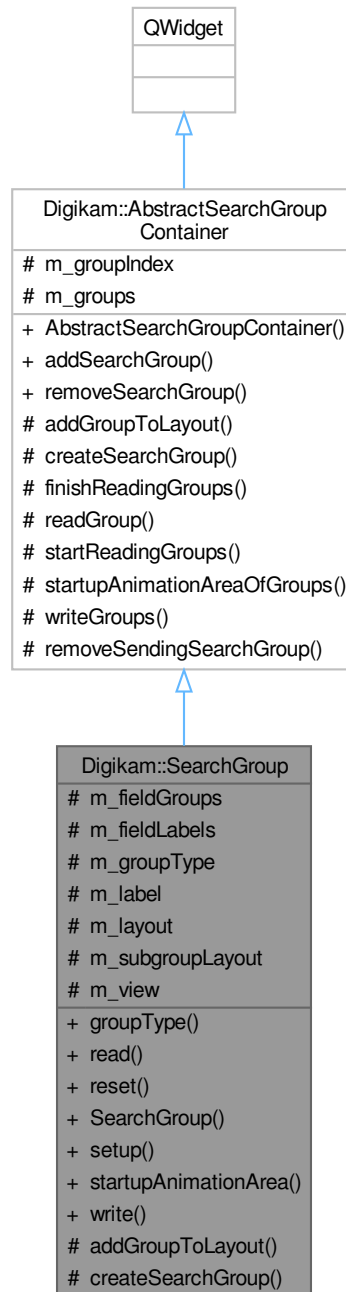 QWidget
Digikam::AbstractSearchGroup
Container
# m_groupIndex
# m_groups
+ AbstractSearchGroupContainer()
+ addSearchGroup()
+ removeSearchGroup()
# addGroupToLayout()
# createSearchGroup()
# finishReadingGroups()
# readGroup()
# startReadingGroups()
# startupAnimationAreaOfGroups()
# writeGroups()
# removeSendingSearchGroup()
Digikam::SearchGroup
# m_fieldGroups
# m_fieldLabels
# m_groupType
# m_label
# m_layout
# m_subgroupLayout
# m_view
+ groupType()
+ read()
+ reset()
+ SearchGroup()
+ setup()
+ startupAnimationArea()
+ write()
# addGroupToLayout()
# createSearchGroup()